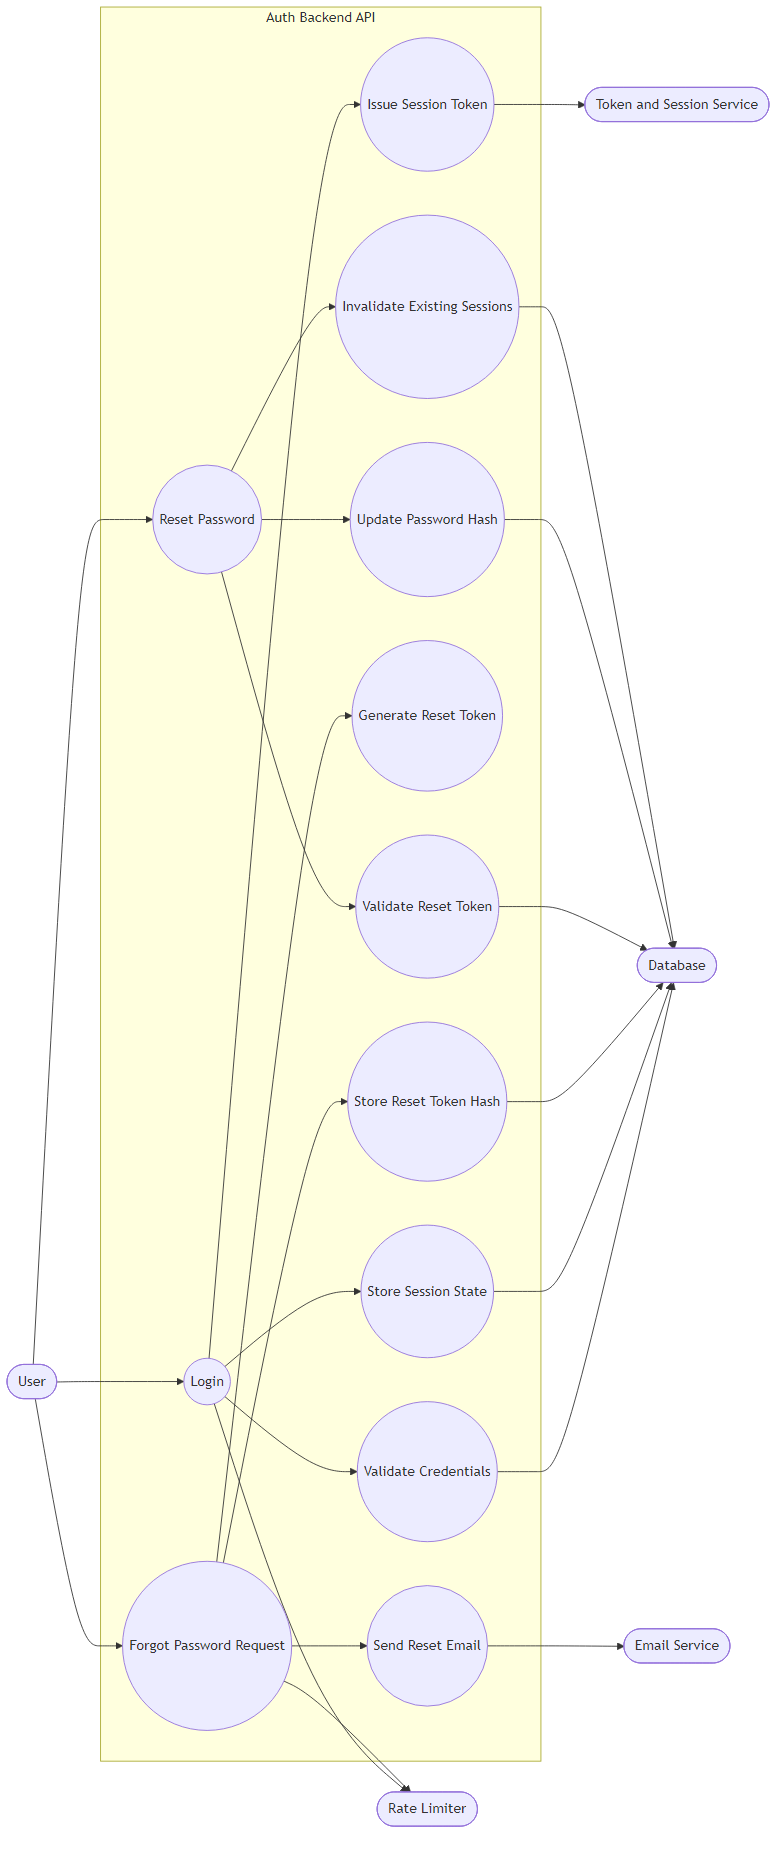 Auth Backend API
Issue Session Token
Token and Session Service
Invalidate Existing Sessions
Reset Password
Update Password Hash
Generate Reset Token
Validate Reset Token
Database
Store Reset Token Hash
Store Session State
User
Login
Validate Credentials
Forgot Password Request
Send Reset Email
Email Service
Rate Limiter